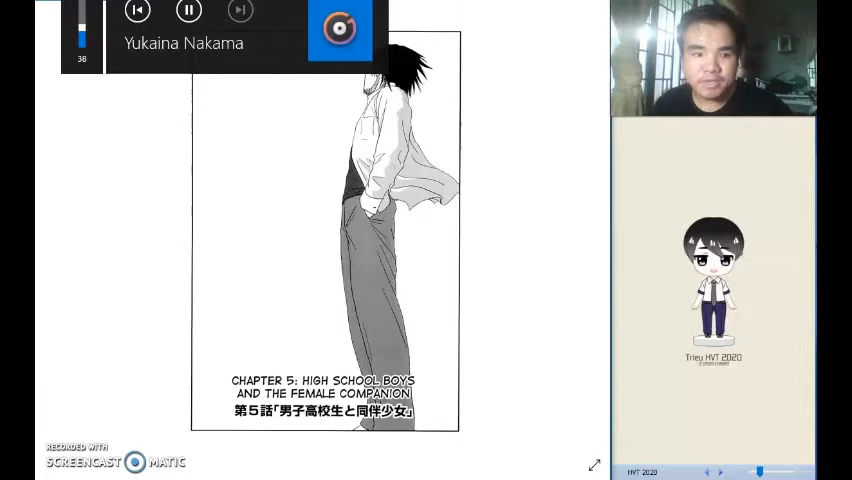 Yukaina Nakama
38
CHAPTER 5: HIGH SCHOOL BOYS
AND THE FEMALE COMPANION
第5話「男子高校生と同伴少女」
Trieu HVT 2020
RECORDED WITH
SCREENCAST MATIC
HVT 2020